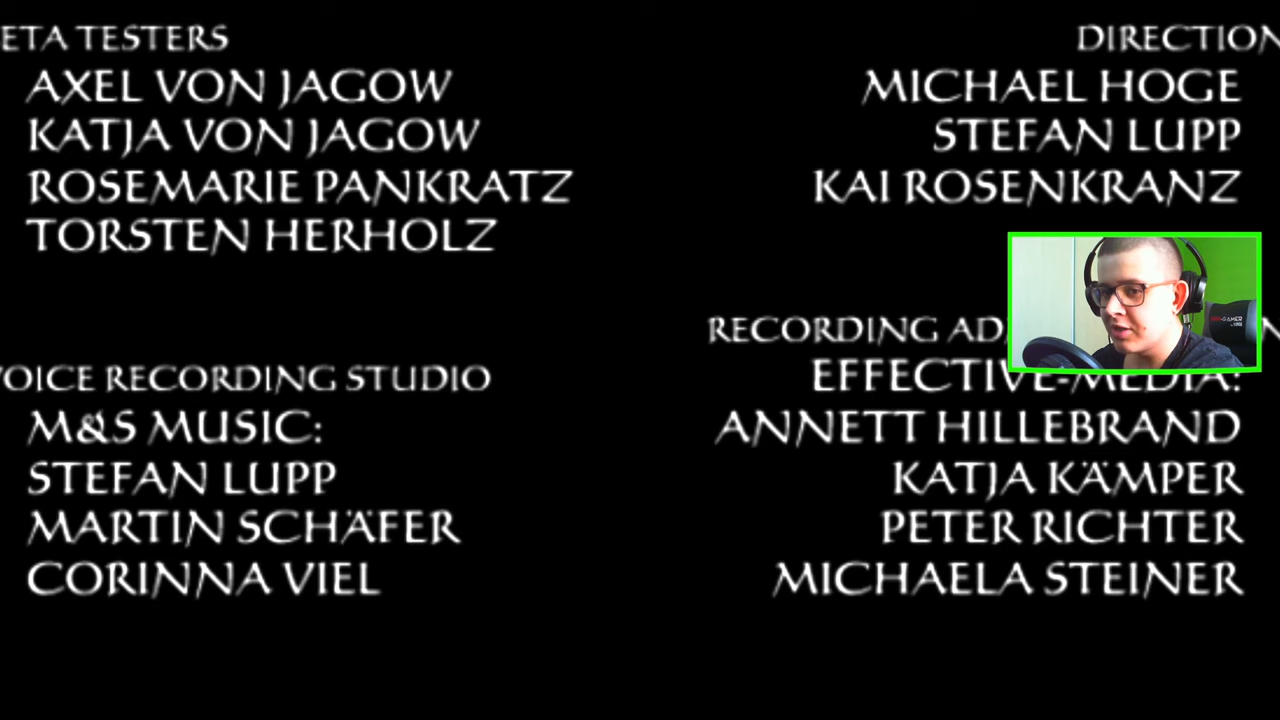 ETA TESTERS
AXEL VON JAGOW
KATJA VON JAGOW
ROSEMARIE PANKRATZ
TORSTEN HERHOLZ
VOICE RECORDING STUDIO
M&S MUSIC:
STEFAN LUPP
MARTIN SCHÄFER
CORINNA VIEL
DIRECTION
MICHAEL HOGE
STEFAN LUPP
KAI ROSENKRANZ
RECORDING
EFFECTIVE-MEDIA:
ANNETT HILLEBRAND
KATJA KÄMPER
PETER RICHTER
MICHAELA STEINER